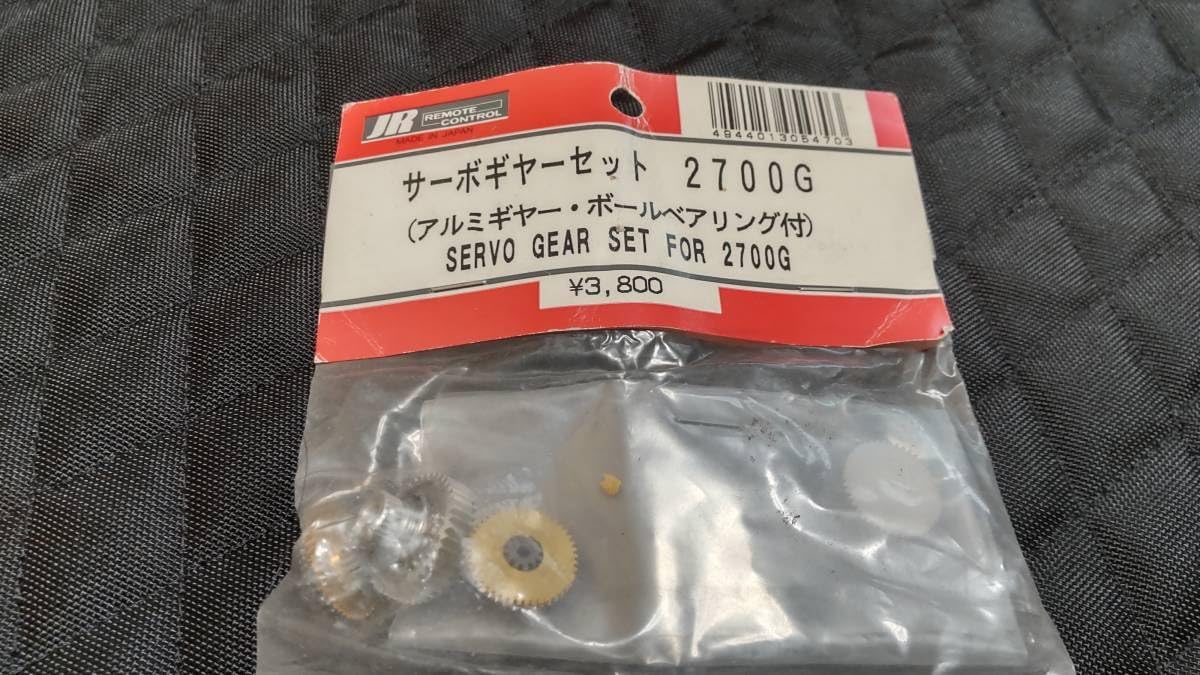 JR REMOTE CONTROL
MADE IN JAPAN
4944013054703
サーボギヤーセット 2700G
(アルミギヤー・ボールベアリング付)
SERVO GEAR SET FOR 2700G
¥3,800